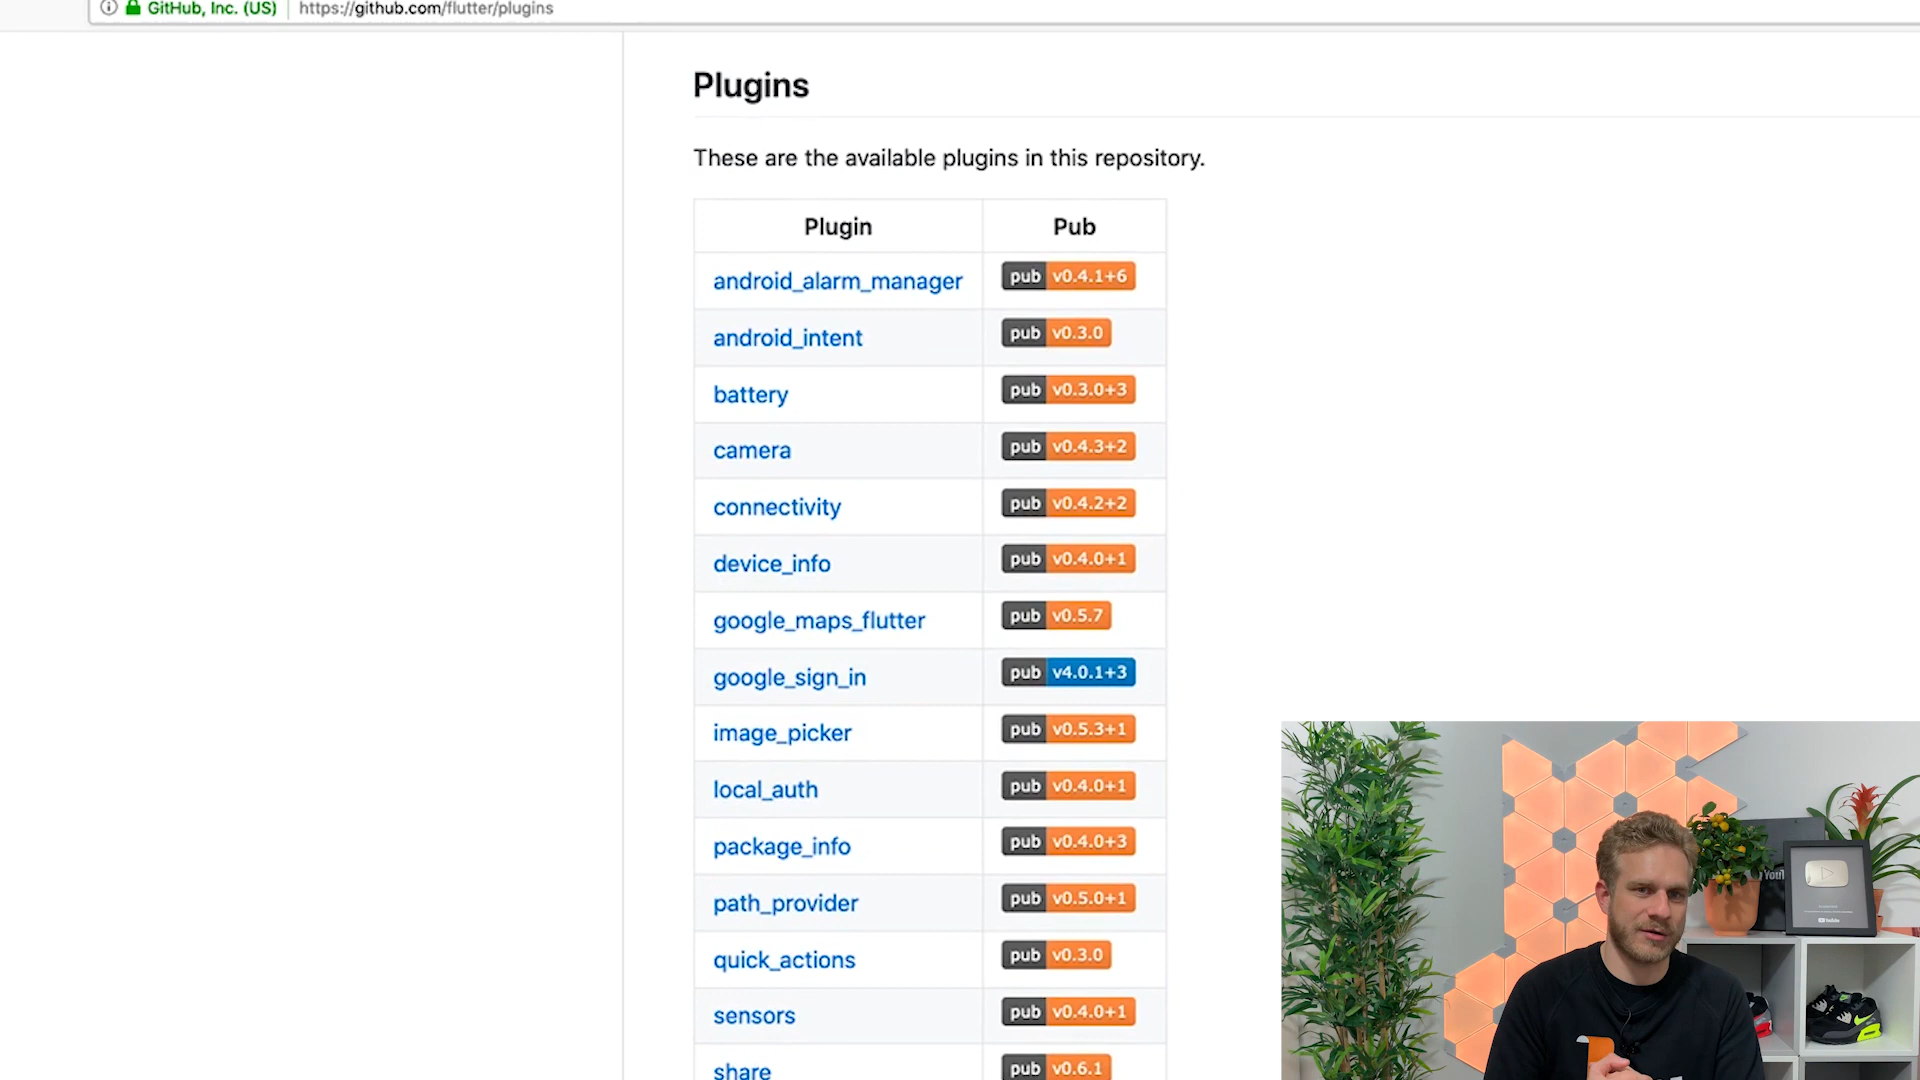 GitHub, Inc. (US) https://github.com/flutter/plugins
Plugins
These are the available plugins in this repository.
Plugin Pub
android_alarm_manager pub v0.4.1+6
android_intent pub v0.3.0
battery pub v0.3.0+3
camera pub v0.4.3+2
connectivity pub v0.4.2+2
device_info pub v0.4.0+1
google_maps_flutter pub v0.5.7
google_sign_in pub v4.0.1+3
image_picker pub v0.5.3+1
local_auth pub v0.4.0+1
package_info pub v0.4.0+3
path_provider pub v0.5.0+1
quick_actions pub v0.3.0
sensors pub v0.4.0+1
share pub v0.6.1
YouTube